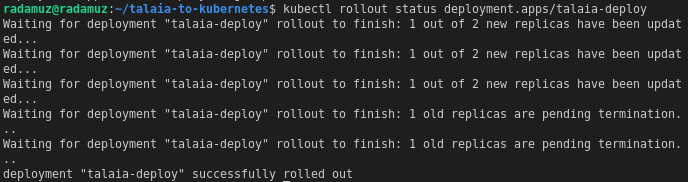 radamuz@radamuz:~/talaia-to-kubernetes$ kubectl rollout status deployment.apps/talaia-deploy
Waiting for deployment "talaia-deploy" rollout to finish: 1 out of 2 new replicas have been updat
ed...
Waiting for deployment "talaia-deploy" rollout to finish: 1 out of 2 new replicas have been updat
ed...
Waiting for deployment "talaia-deploy" rollout to finish: 1 out of 2 new replicas have been updat
ed...
Waiting for deployment "talaia-deploy" rollout to finish: 1 old replicas are pending termination.
..
Waiting for deployment "talaia-deploy" rollout to finish: 1 old replicas are pending termination.
..
deployment "talaia-deploy" successfully rolled out